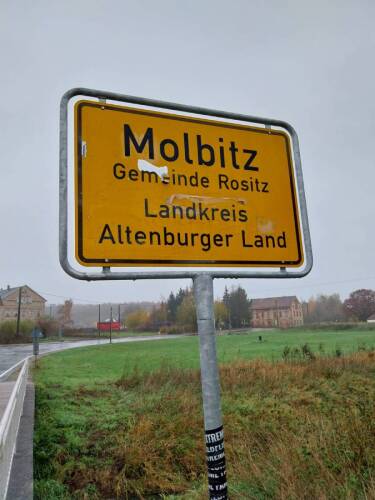 Molbitz
Gemeinde Rositz
Landkreis
Altenburger Land